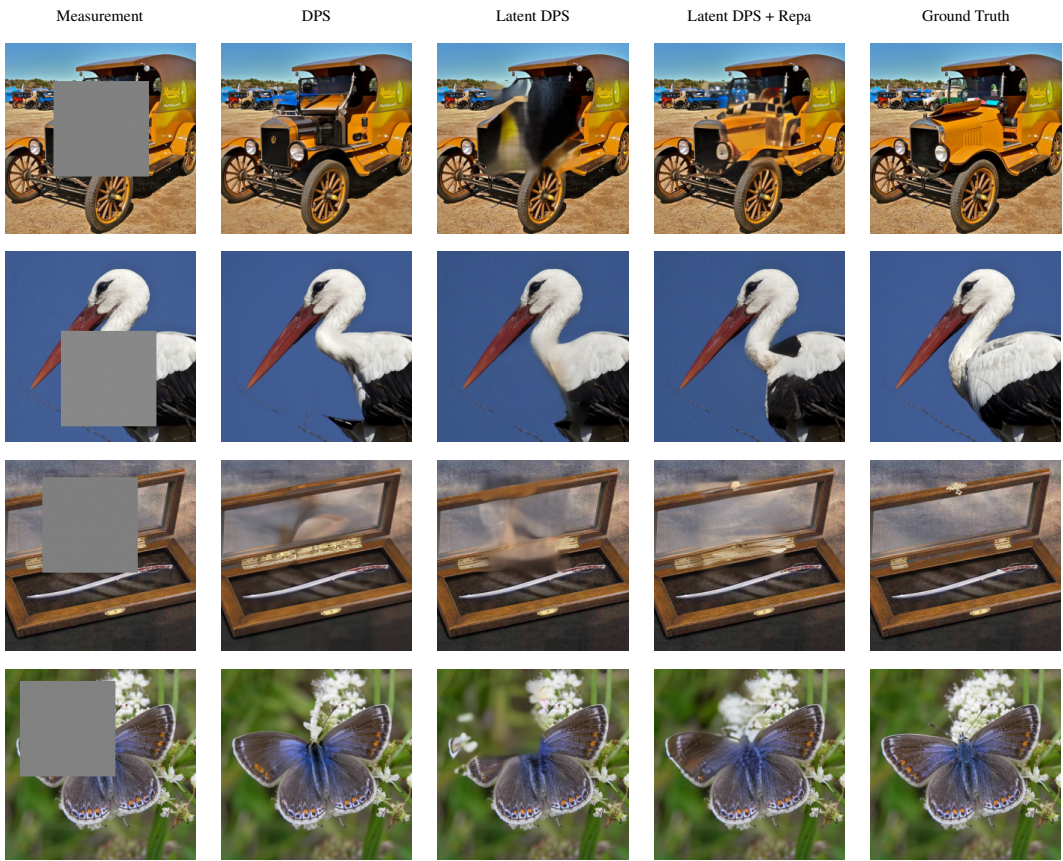 Measurement
DPS
Latent DPS
Latent DPS + Repa
Ground Truth